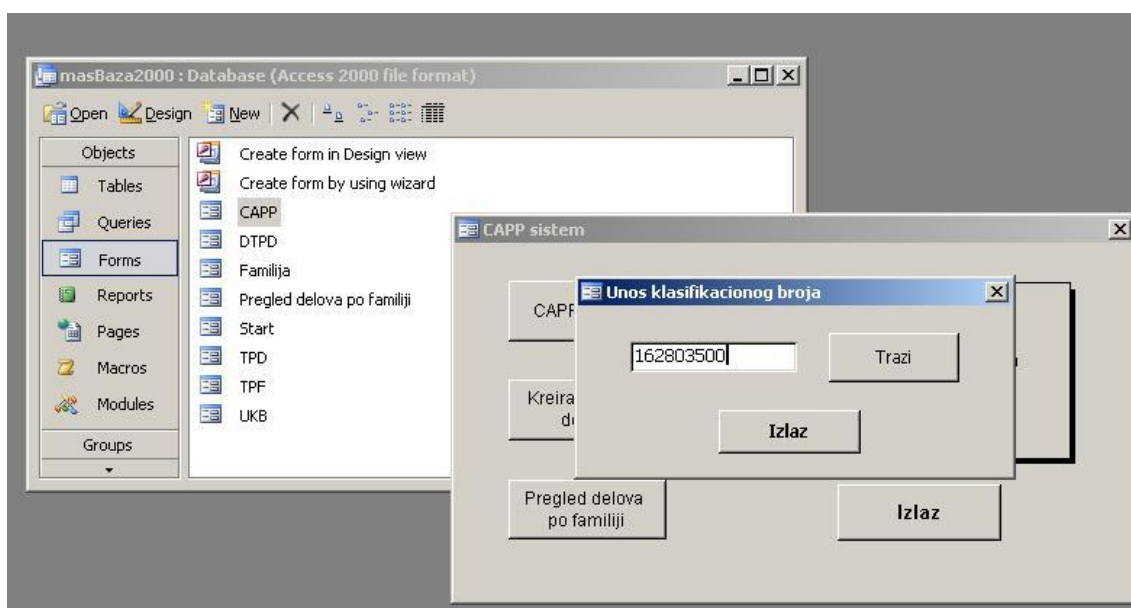 masBaza2000 : Database (Access 2000 file format)
Open Design New
Objects
Tables
Queries
Forms
Reports
Pages
Macros
Modules
Groups
Create form in Design view
Create form by using wizard
CAPP
DTPD
Familija
Pregled delova po familiji
Start
TPD
TPF
UKB
CAPP sistem
CAPP
Kreira
Pregled delova
po familiji
Izlaz
Unos klasifikacionog broja
162803500
Trazi
Izlaz